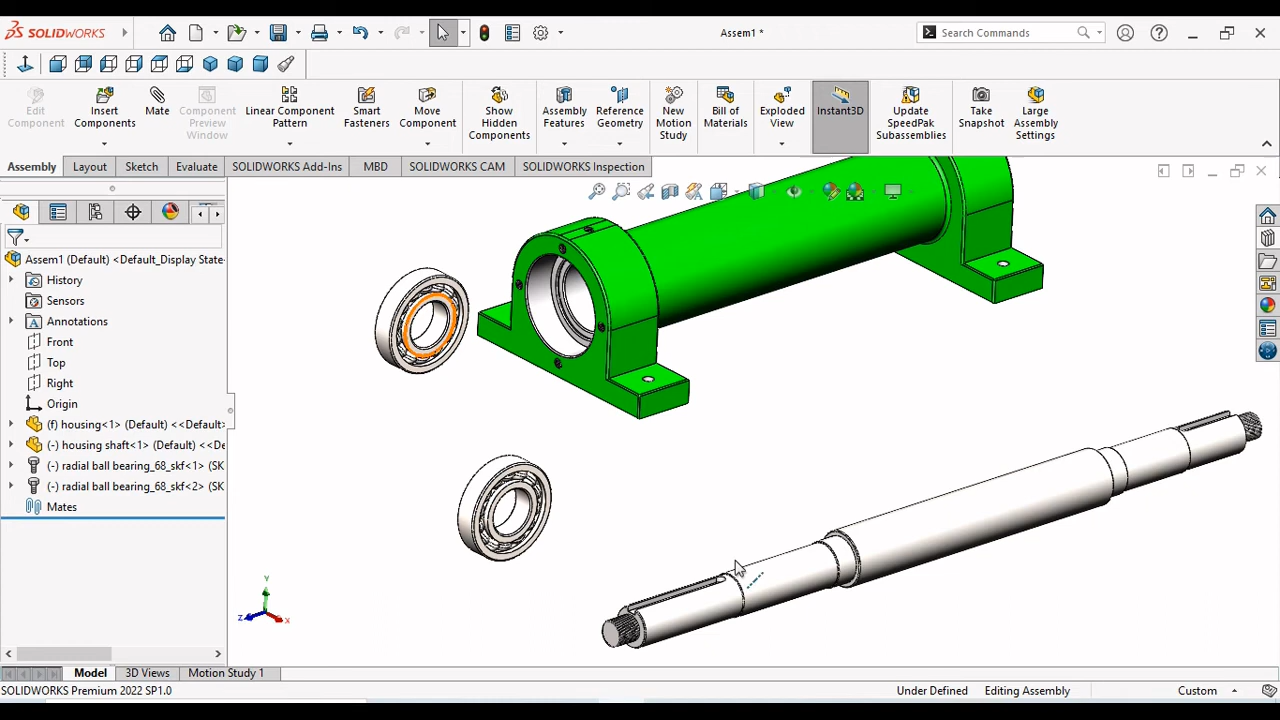 SOLIDWORKS
Assem1 *
Search Commands
Edit Component
Insert Components
Mate
Component Preview Window
Linear Component Pattern
Smart Fasteners
Move Component
Show Hidden Components
Assembly Features
Reference Geometry
New Motion Study
Bill of Materials
Exploded View
Instant3D
Update SpeedPak Subassemblies
Take Snapshot
Large Assembly Settings
Assembly
Layout
Sketch
Evaluate
SOLIDWORKS Add-Ins
MBD
SOLIDWORKS CAM
SOLIDWORKS Inspection
Assem1 (Default) <Default_Display State-
History
Sensors
Annotations
Front
Top
Right
Origin
(f) housing<1> (Default) <<Default
(-) housing shaft<1> (Default) <<De
(-) radial ball bearing_68_skf<1> (SK
(-) radial ball bearing_68_skf<2> (SK
Mates
Y
Z
X
Model
3D Views
Motion Study 1
SOLIDWORKS Premium 2022 SP1.0
Under Defined
Editing Assembly
Custom